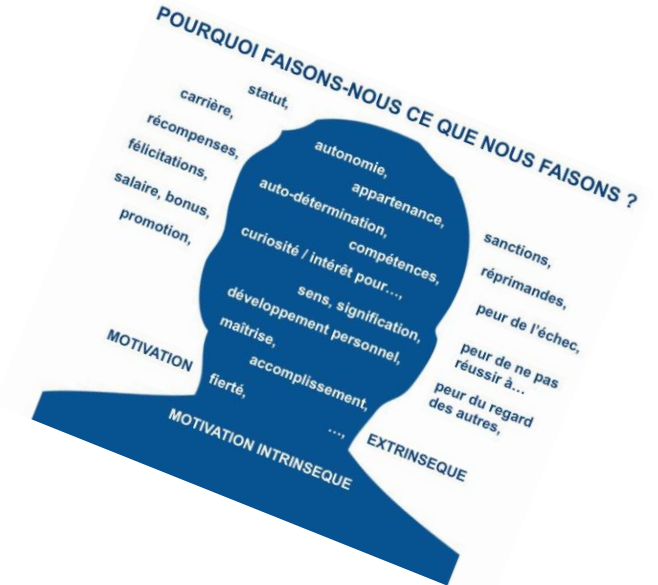 POURQUOI FAISONS-NOUS CE QUE NOUS FAISONS ?
statut,
carrière,
récompenses,
félicitations,
salaire, bonus,
promotion,
autonomie,
appartenance,
auto-détermination,
compétences,
curiosité / intérêt pour…,
sens, signification,
développement personnel,
maîtrise,
accomplissement,
fierté,
…,
sanctions,
réprimandes,
peur de l'échec,
peur de ne pas
réussir à…
peur du regard
des autres,
MOTIVATION
EXTRINSEQUE
MOTIVATION INTRINSEQUE